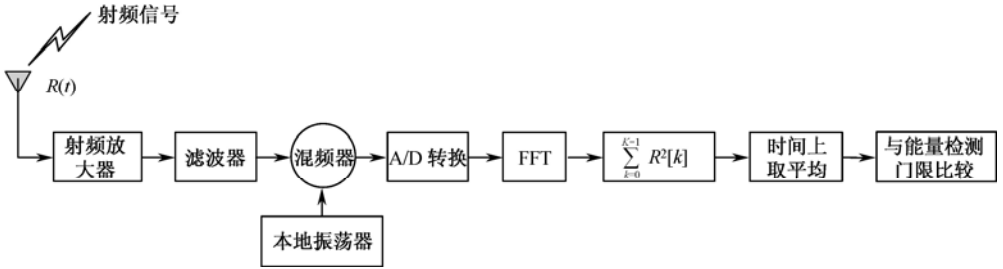 射频信号
R(t)
射频放
大器
滤波器
混频器
A/D 转换
FFT
K-1
∑ R²[k]
k=0
时间上
取平均
与能量检测
门限比较
本地振荡器